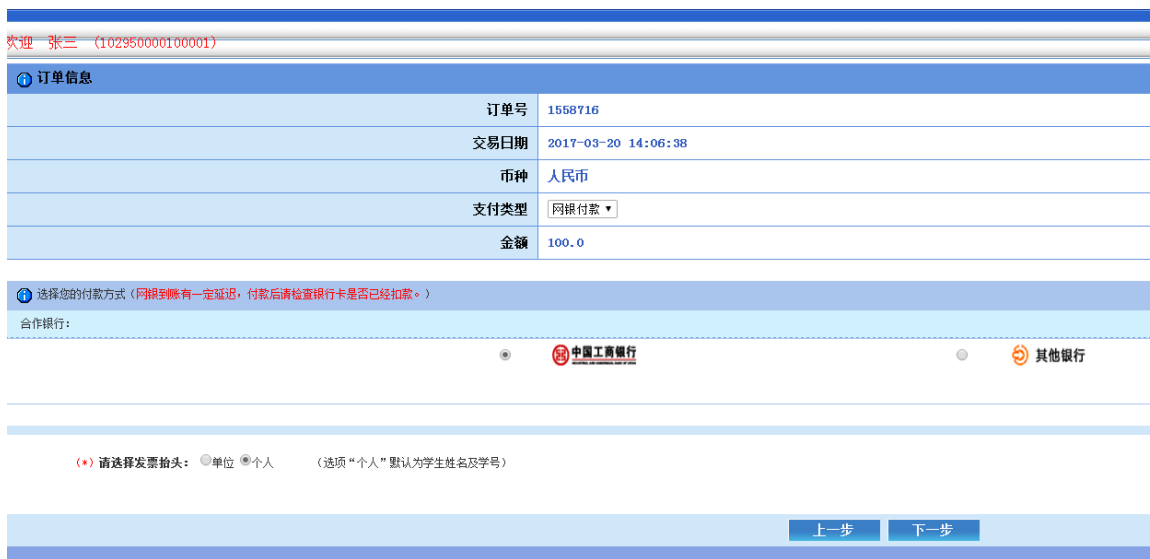 欢迎 张三 (102950000100001)
订单信息
订单号 1558716
交易日期 2017-03-20 14:06:38
币种 人民币
支付类型 网银付款
金额 100.0
选择您的付款方式（网银到账有一定延迟，付款后请检查银行卡是否已经扣款。）
合作银行:
中国工商银行 其他银行
(*) 请选择发票抬头: 单位 个人 （选项“个人”默认为学生姓名及学号）
上一步 下一步